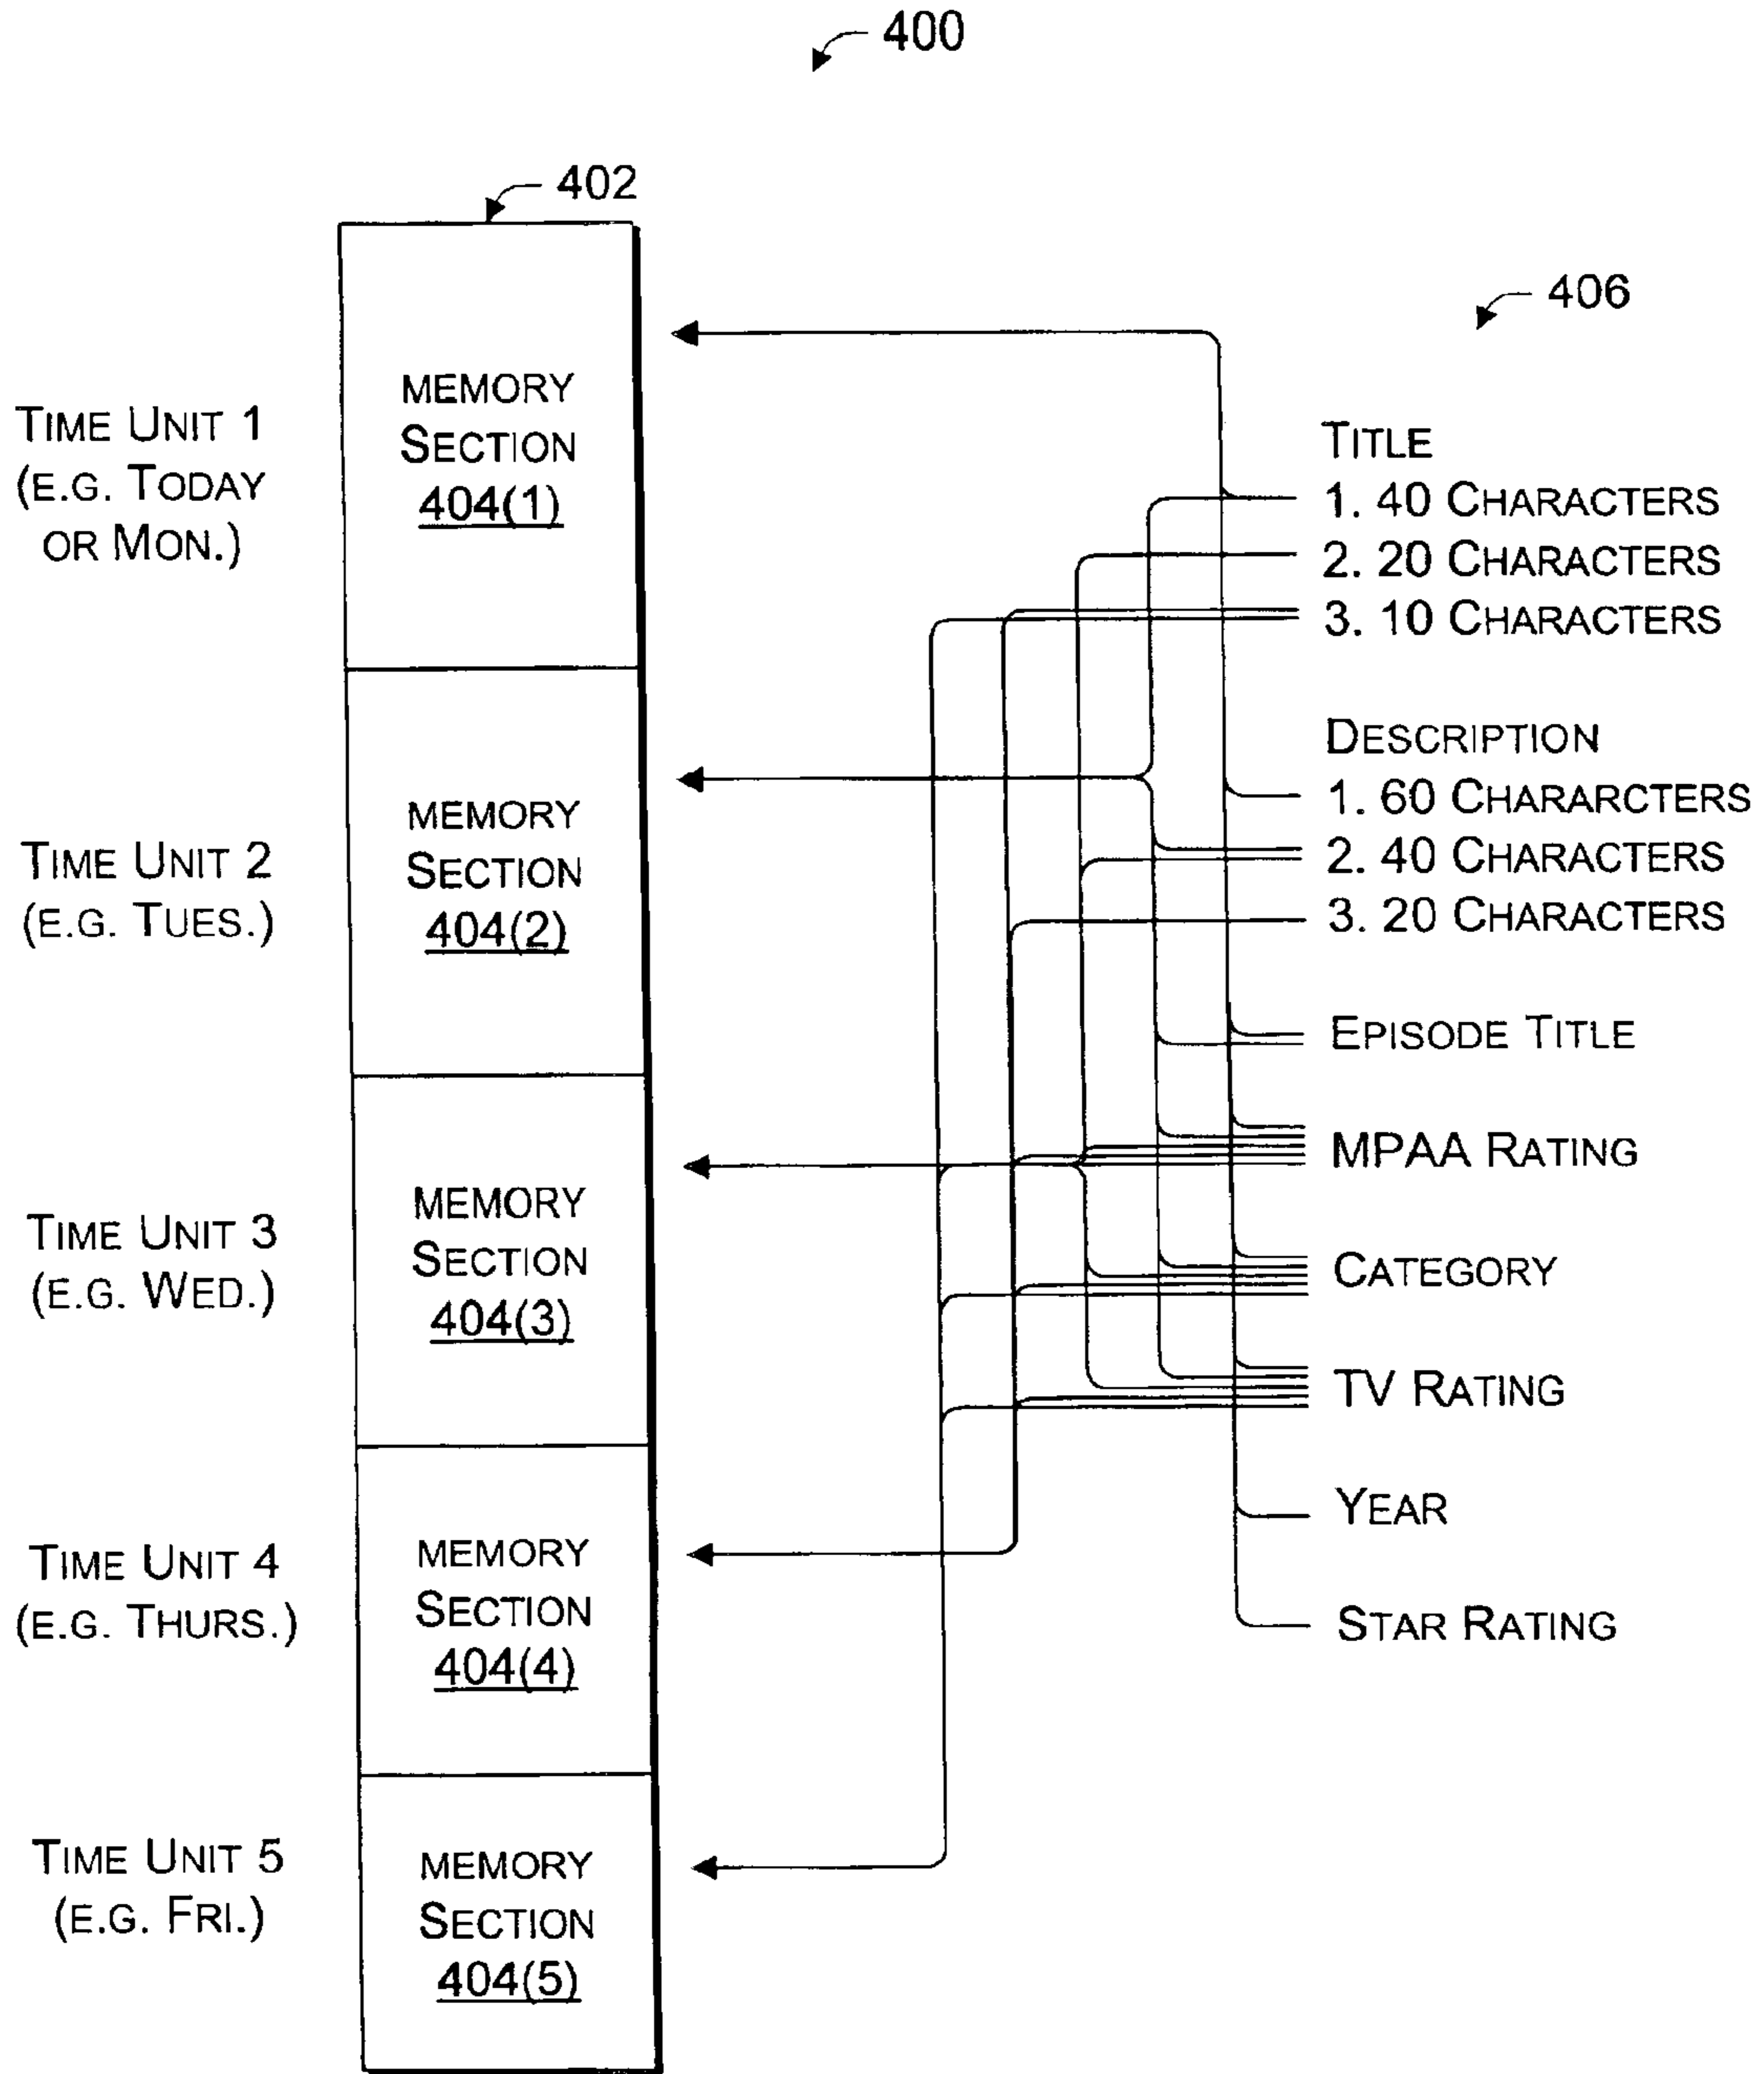 400
402
406
TIME UNIT 1
(E.G. TODAY
OR MON.)
MEMORY
SECTION
404(1)
TITLE
1. 40 CHARACTERS
2. 20 CHARACTERS
3. 10 CHARACTERS
DESCRIPTION
1. 60 CHARARCTERS
2. 40 CHARACTERS
3. 20 CHARACTERS
TIME UNIT 2
(E.G. TUES.)
MEMORY
SECTION
404(2)
EPISODE TITLE
MPAA RATING
TIME UNIT 3
(E.G. WED.)
MEMORY
SECTION
404(3)
CATEGORY
TV RATING
YEAR
STAR RATING
TIME UNIT 4
(E.G. THURS.)
MEMORY
SECTION
404(4)
TIME UNIT 5
(E.G. FRI.)
MEMORY
SECTION
404(5)